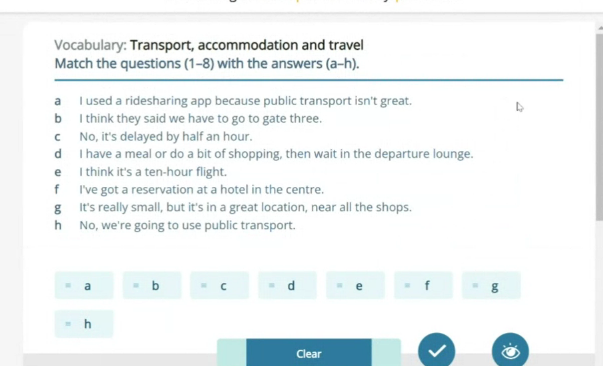 Vocabulary: Transport, accommodation and travel
Match the questions (1–8) with the answers (a–h).
a I used a ridesharing app because public transport isn't great.
b I think they said we have to go to gate three.
c No, it's delayed by half an hour.
d I have a meal or do a bit of shopping, then wait in the departure lounge.
e I think it's a ten-hour flight.
f I've got a reservation at a hotel in the centre.
g It's really small, but it's in a great location, near all the shops.
h No, we're going to use public transport.
a b c d e f g
h
Clear